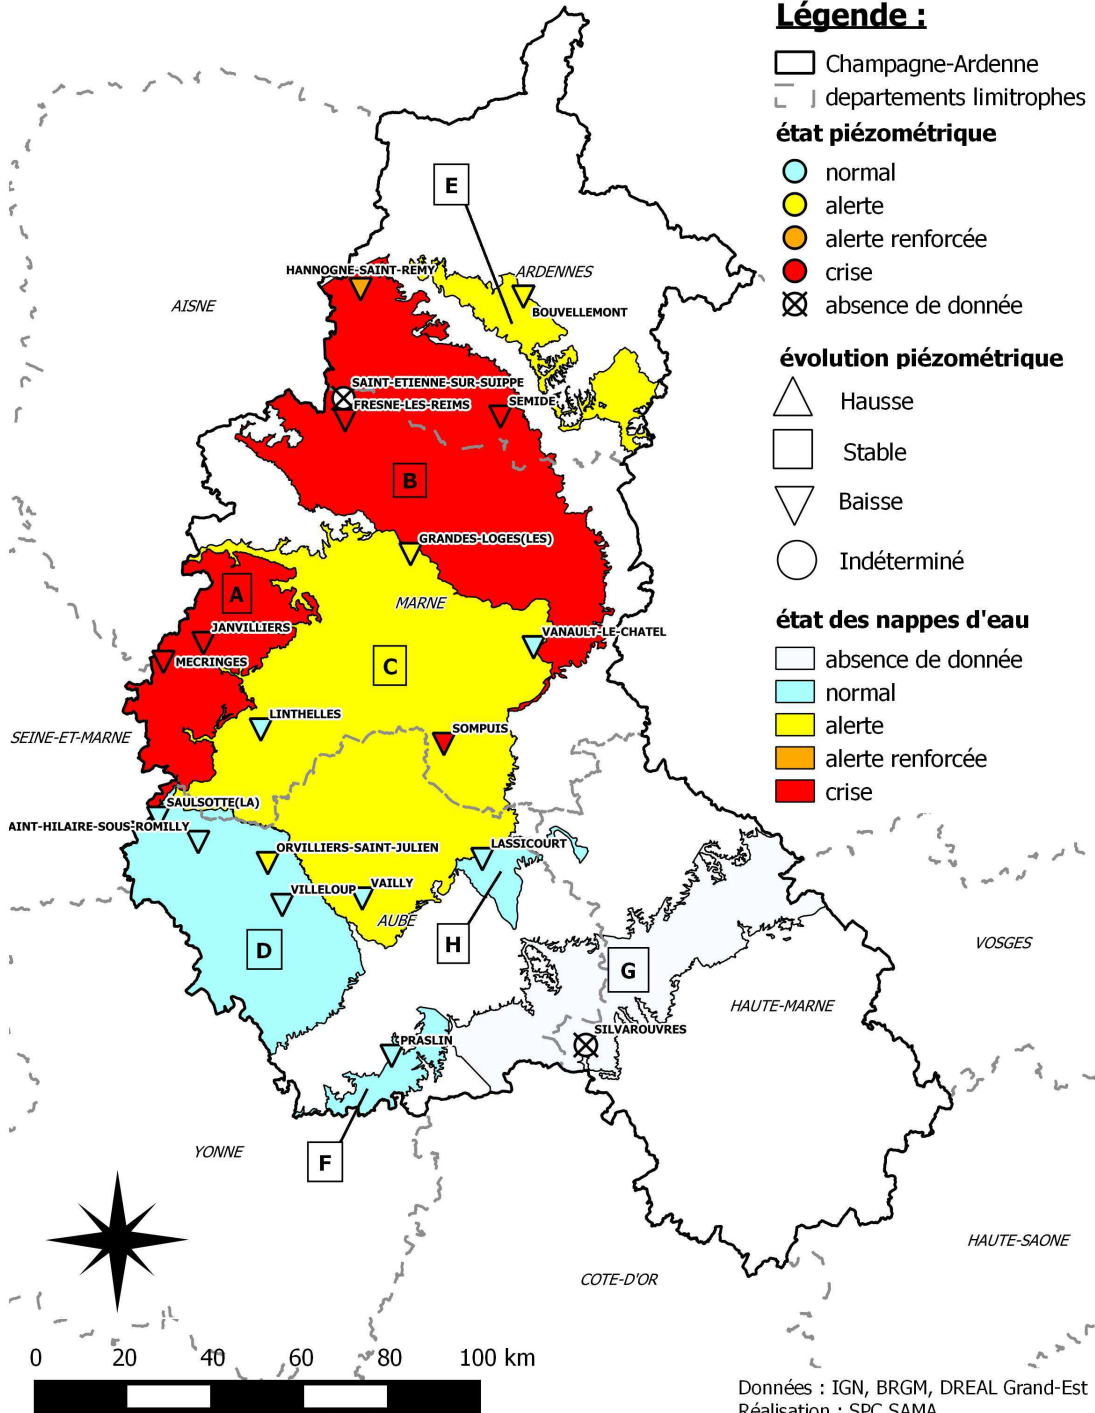 Légende :
Champagne-Ardenne
departements limitrophes
état piézométrique
normal
alerte
alerte renforcée
crise
absence de donnée
évolution piézométrique
Hausse
Stable
Baisse
Indéterminé
état des nappes d'eau
absence de donnée
normal
alerte
alerte renforcée
crise
E
HANNOGNE-SAINT-REMY
ARDENNES
AISNE
BOUVELLEMONT
SAINT-ETIENNE-SUR-SUIPPE
FRESNE-LES-REIMS
SEMIDE
B
GRANDES-LOGES(LES)
A
MARNE
JANVILLIERS
VANAULT-LE-CHATEL
MECRINGES
C
LINTHELLES
SOMPUIS
SEINE-ET-MARNE
SAULSOTTE(LA)
AINT-HILAIRE-SOUS-ROMILLY
ORVILLIERS-SAINT-JULIEN
LASSICOURT
VILLELOUP
VAILLY
AUBE
D
H
G
VOSGES
HAUTE-MARNE
SILVAROUVRES
PRASLIN
YONNE
F
HAUTE-SAONE
COTE-D'OR
0 20 40 60 80 100 km
Données : IGN, BRGM, DREAL Grand-Est
Réalisation : SPC SAMA